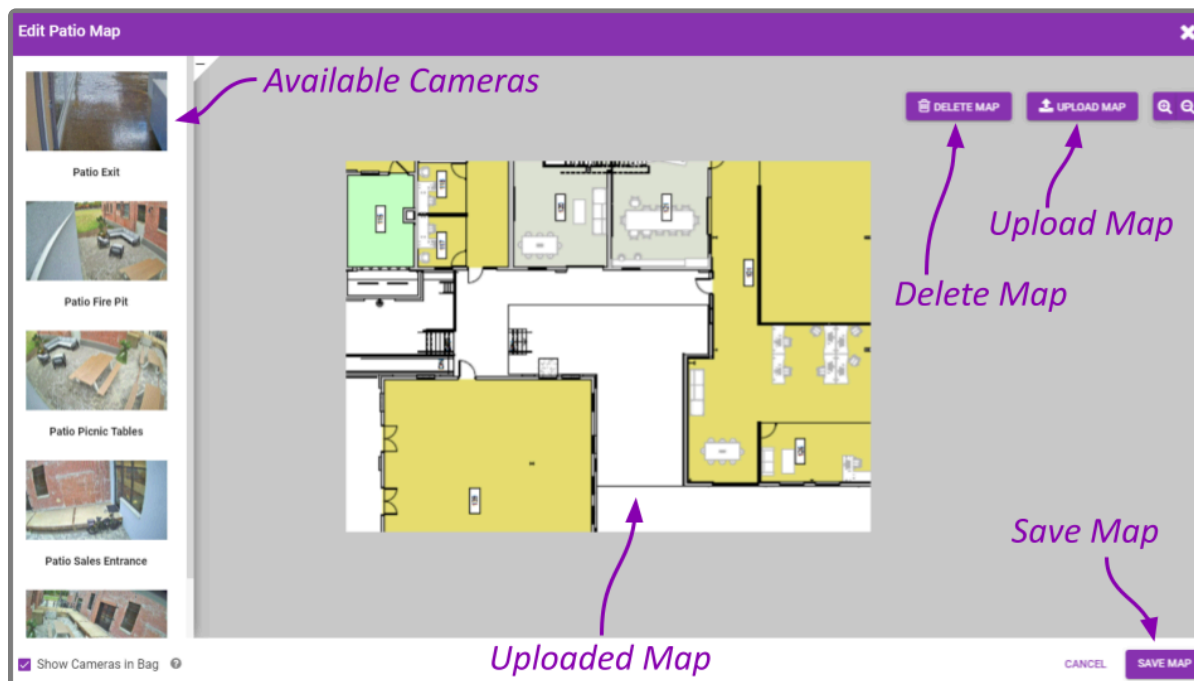 Edit Patio Map
Available Cameras
DELETE MAP
UPLOAD MAP
Patio Exit
Upload Map
Delete Map
Patio Fire Pit
Patio Picnic Tables
Patio Sales Entrance
Save Map
Uploaded Map
Show Cameras in Bag
CANCEL
SAVE MAP